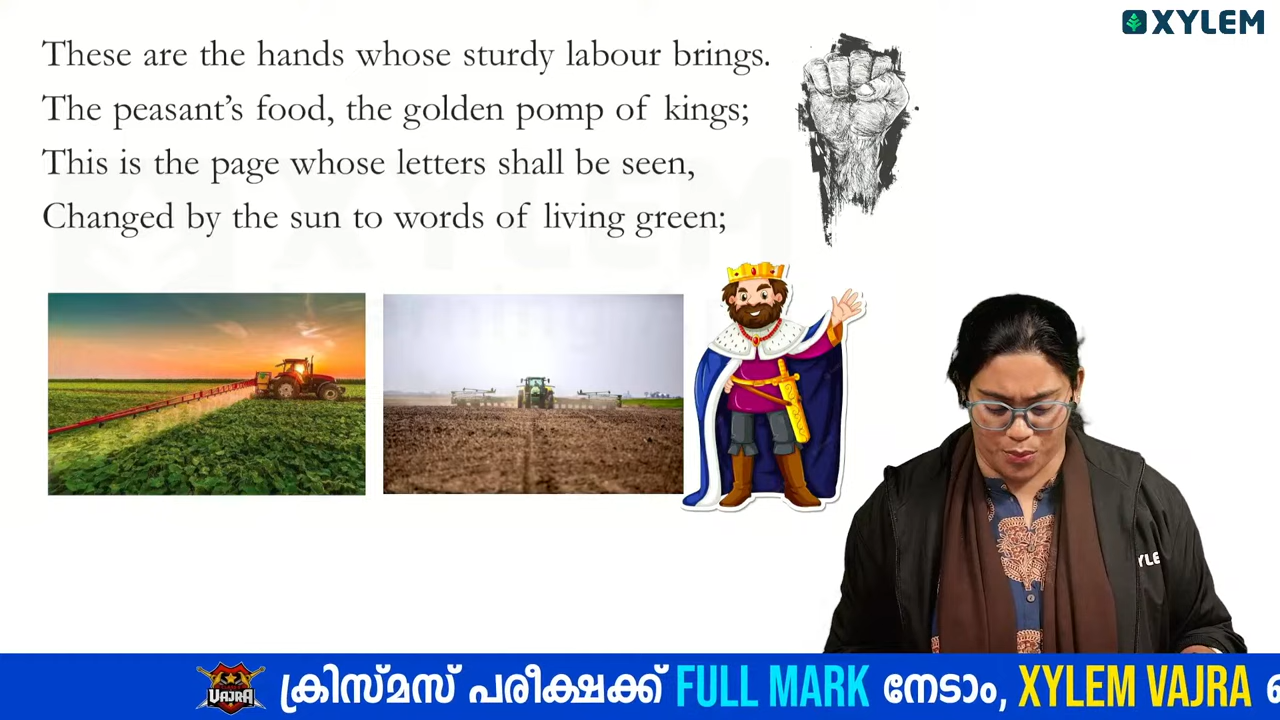 XYLEM
These are the hands whose sturdy labour brings.
The peasant’s food, the golden pomp of kings;
This is the page whose letters shall be seen,
Changed by the sun to words of living green;
YLE
VAJRA
ക്രിസ്മസ് പരീക്ഷക്ക് FULL MARK നേടാം, XYLEM VAJRA